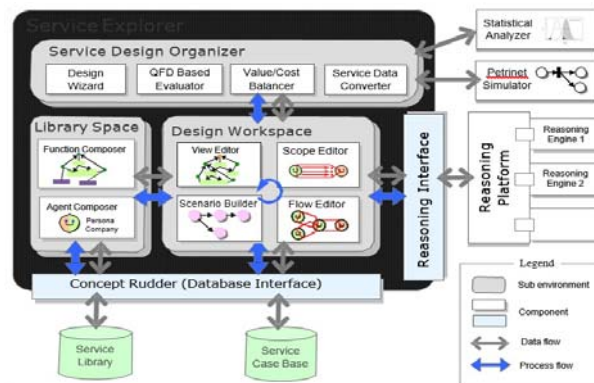 Service Explorer
Service Design Organizer
Design
Wizard
QFD Based
Evaluator
Value/Cost
Balancer
Service Data
Converter
Statistical
Analyzer
Petrinet
Simulator
Library Space
Function Composer
Agent Composer
Persona
Company
Design Workspace
View Editor
Scope Editor
Scenario Builder
Flow Editor
Reasoning Interface
Reasoning
Platform
Reasoning
Engine 1
Reasoning
Engine 2
Concept Rudder (Database Interface)
Service
Library
Service
Case Base
Legend
Sub environment
Component
Data flow
Process flow